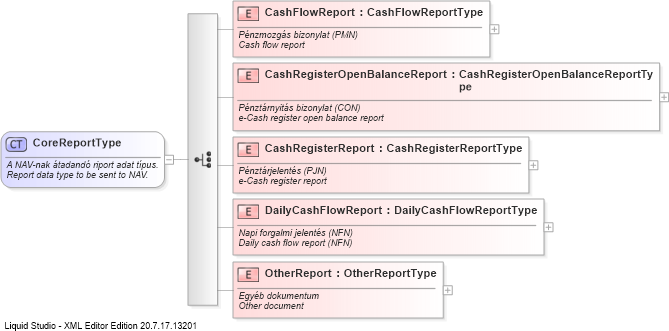 CT CoreReportType
A NAV-nak átadandó riport adat típus.
Report data type to be sent to NAV.
E CashFlowReport : CashFlowReportType
Pénzmozgás bizonylat (PMN)
Cash flow report
E CashRegisterOpenBalanceReport : CashRegisterOpenBalanceReportTy
pe
Pénztárnyitás bizonylat (CON)
e-Cash register open balance report
E CashRegisterReport : CashRegisterReportType
Pénztárjelentés (PJN)
e-Cash register report
E DailyCashFlowReport : DailyCashFlowReportType
Napi forgalmi jelentés (NFN)
Daily cash flow report (NFN)
E OtherReport : OtherReportType
Egyéb dokumentum
Other document
Liquid Studio - XML Editor Edition 20.7.17.13201